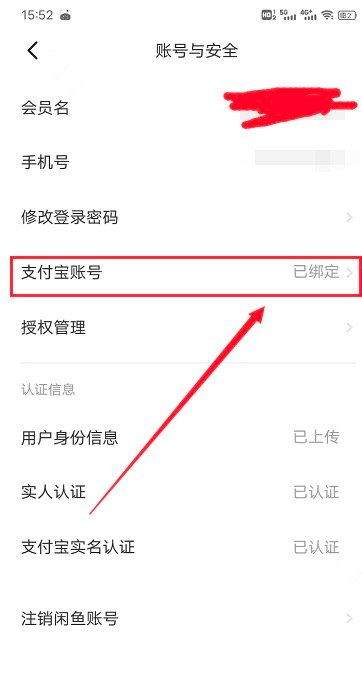 15:52
账号与安全
会员名
手机号
修改登录密码
支付宝账号 已绑定
授权管理
认证信息
用户身份信息 已上传
实人认证 已认证
支付宝实名认证 已认证
注销闲鱼账号